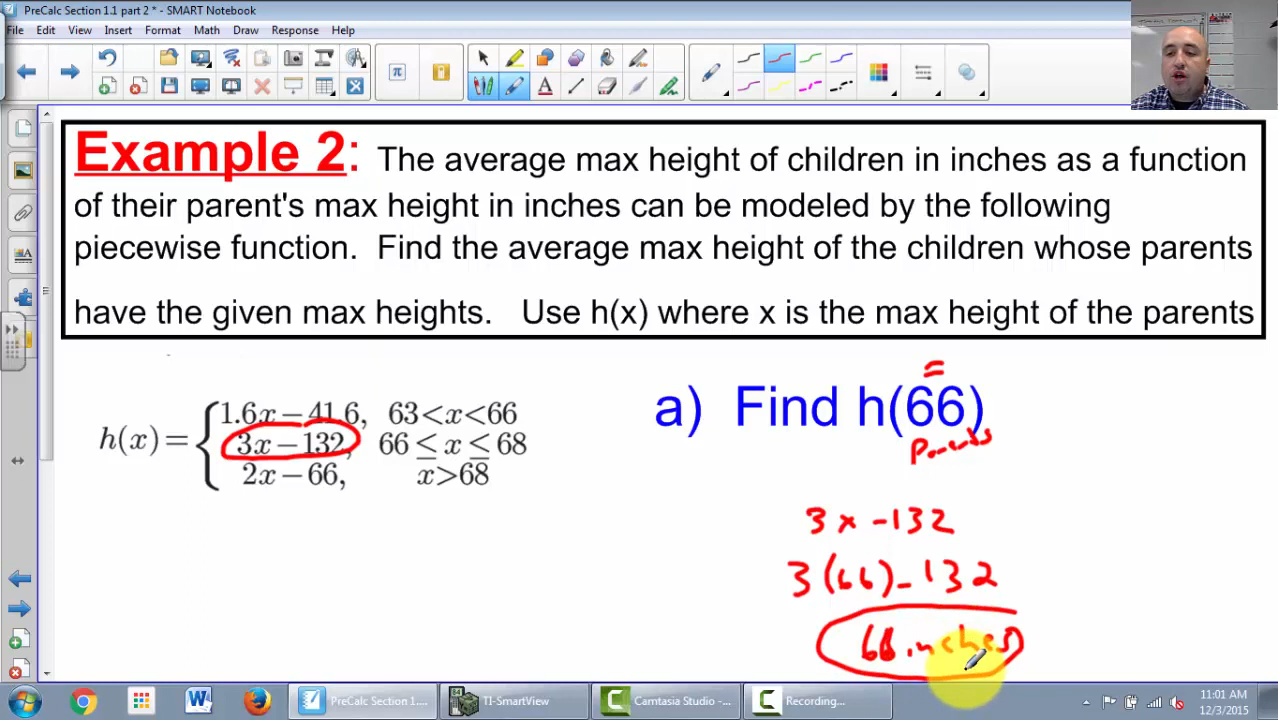 PreCalc Section 1.1 part 2 * - SMART Notebook
File Edit View Insert Format Math Draw Response Help
Example 2: The average max height of children in inches as a function
of their parent's max height in inches can be modeled by the following
piecewise function. Find the average max height of the children whose parents
have the given max heights. Use h(x) where x is the max height of the parents
h(x) = { 1.6x − 41.6, 63<x<66
3x − 132, 66 ≤ x ≤ 68
2x − 66, x>68
a) Find h(66)
=
Parents
3x - 132
3(66) - 132
66 inches
PreCalc Section 1.... TI-SmartView Camtasia Studio - ... Recording...
11:01 AM
12/3/2015